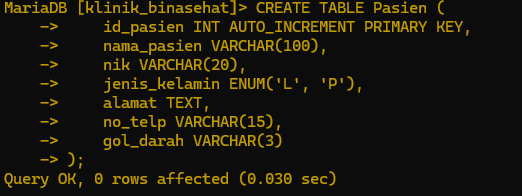 MariaDB [klinik_binasehat]> CREATE TABLE Pasien (
    ->     id_pasien INT AUTO_INCREMENT PRIMARY KEY,
    ->     nama_pasien VARCHAR(100),
    ->     nik VARCHAR(20),
    ->     jenis_kelamin ENUM('L', 'P'),
    ->     alamat TEXT,
    ->     no_telp VARCHAR(15),
    ->     gol_darah VARCHAR(3)
    -> );
Query OK, 0 rows affected (0.030 sec)